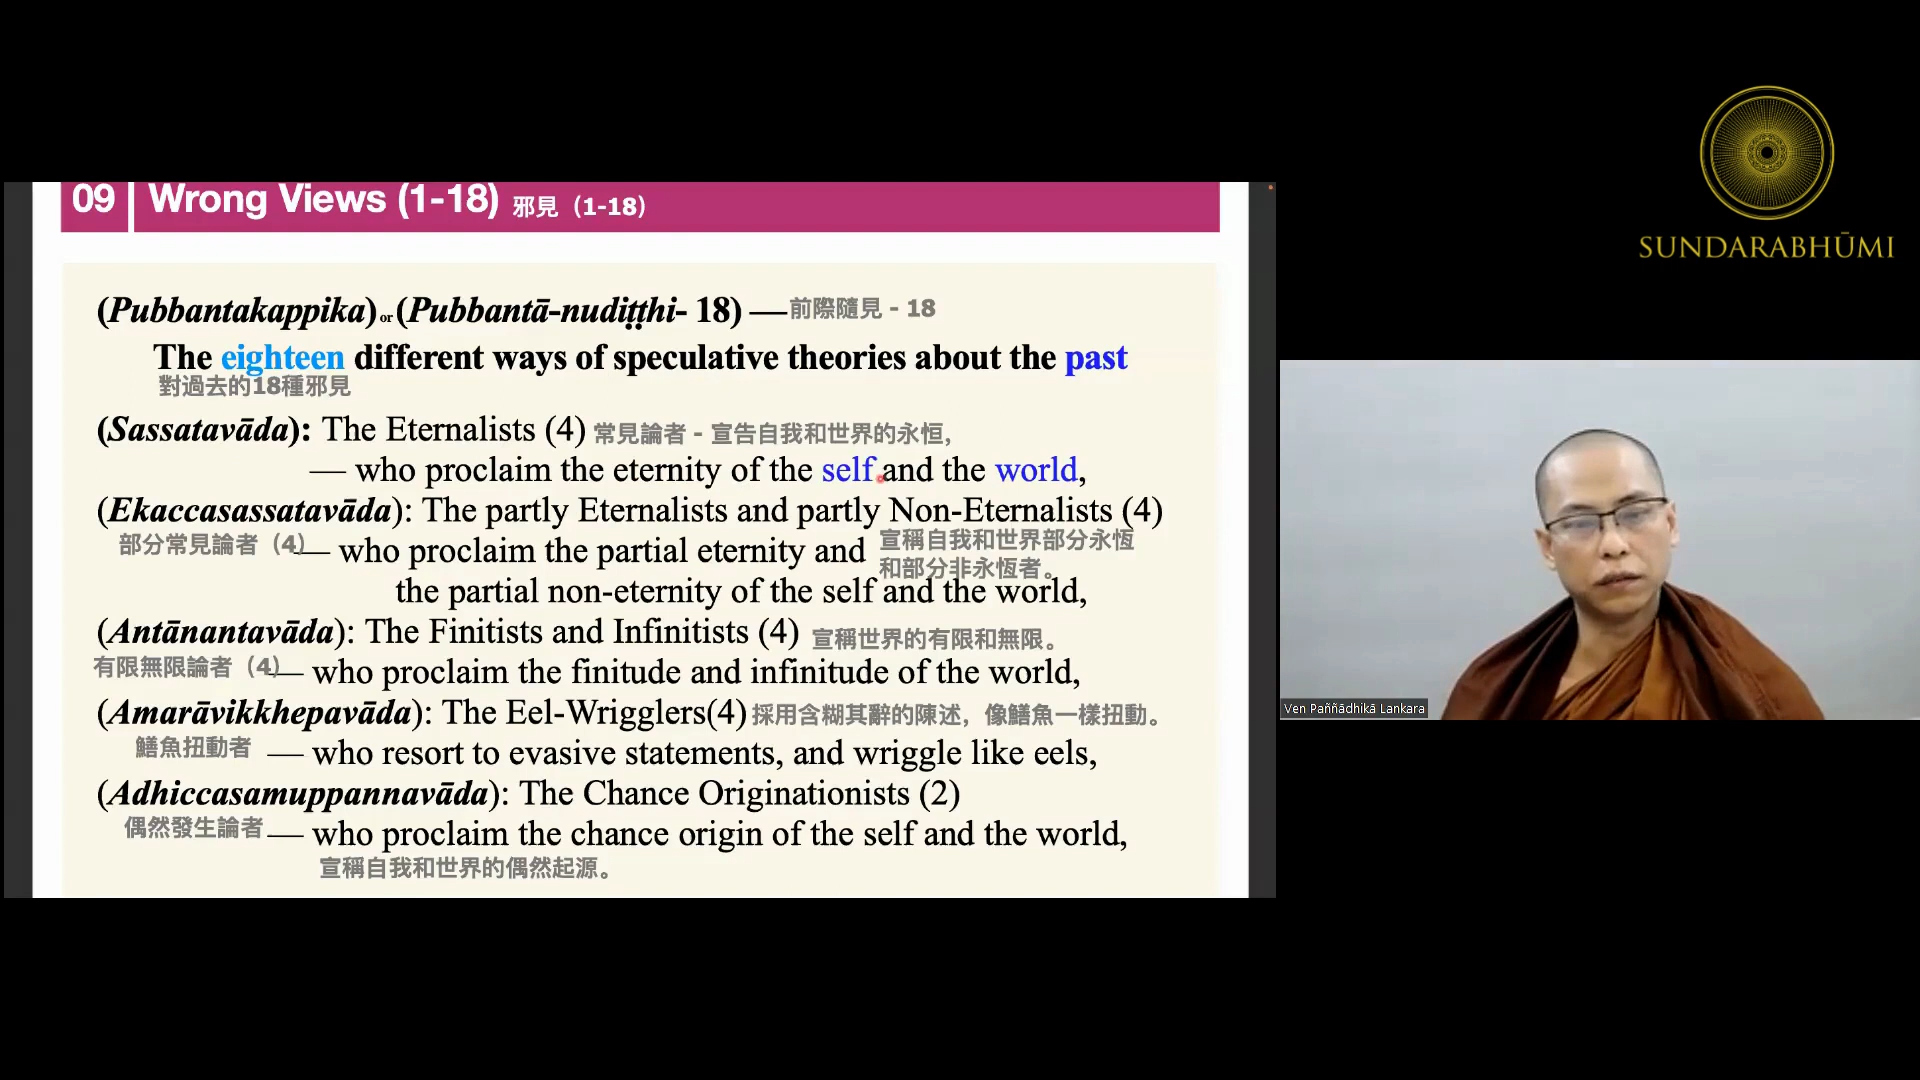 09 Wrong Views (1-18) 邪見 (1-18)
(Pubbantakappika) or (Pubbantā-nudiṭṭhi- 18) — 前際隨見 - 18
The eighteen different ways of speculative theories about the past
對過去的18種邪見
(Sassatavāda): The Eternalists (4) 常見論者 - 宣告自我和世界的永恒,
— who proclaim the eternity of the self and the world,
(Ekaccasassatavāda): The partly Eternalists and partly Non-Eternalists (4)
部分常見論者（4）— who proclaim the partial eternity and 宣稱自我和世界部分永恆
和部分非永恆者。
the partial non-eternity of the self and the world,
(Antānantavāda): The Finitists and Infinitists (4) 宣稱世界的有限和無限。
有限無限論者（4）— who proclaim the finitude and infinitude of the world,
(Amarāvikkhepavāda): The Eel-Wrigglers(4) 採用含糊其辭的陳述，像鱔魚一樣扭動。
鱔魚扭動者 — who resort to evasive statements, and wriggle like eels,
(Adhiccasamuppannavāda): The Chance Originationists (2)
偶然發生論者 — who proclaim the chance origin of the self and the world,
宣稱自我和世界的偶然起源。
SUNDARABHŪMI
Ven Paññādhikā Lankara